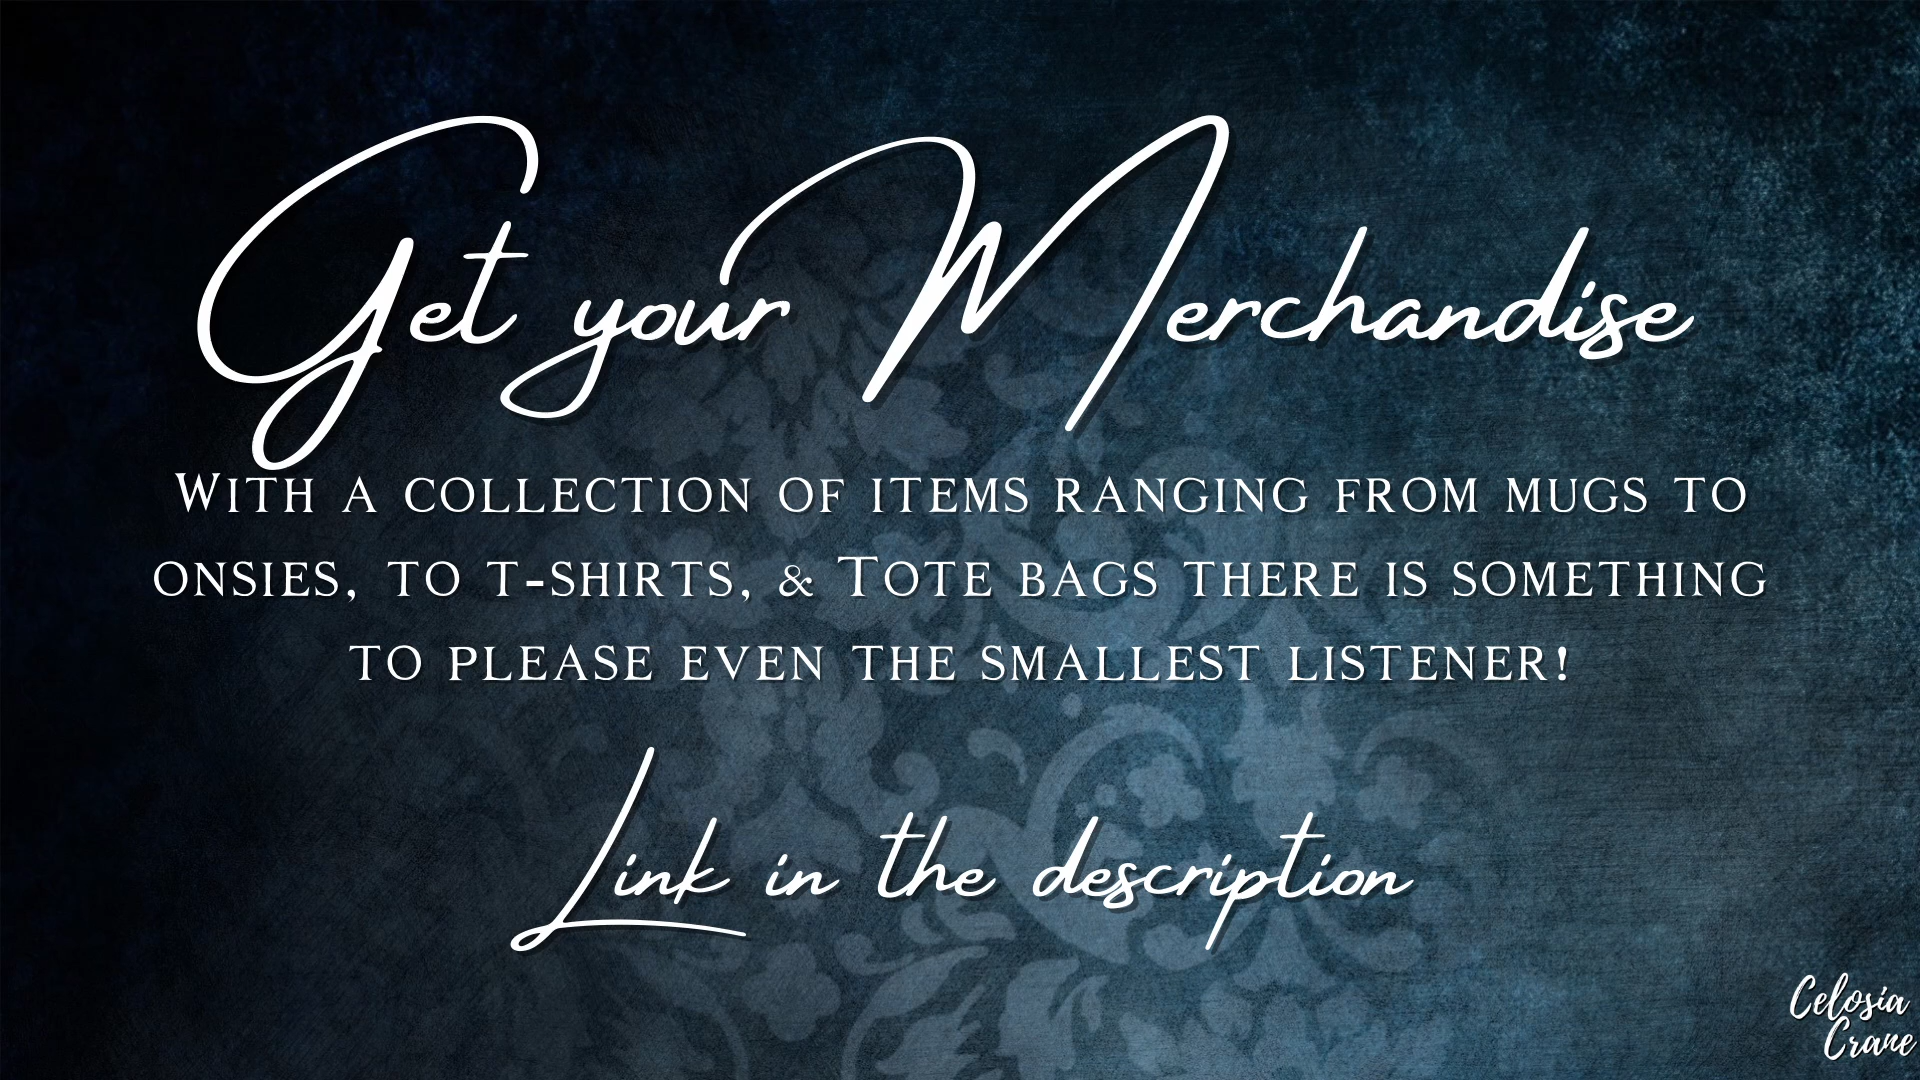 Get your Merchandise
With a collection of items ranging from mugs to
onsies, to t-shirts, & Tote bags there is something
to please even the smallest listener!
Link in the description
Celosia
Crane